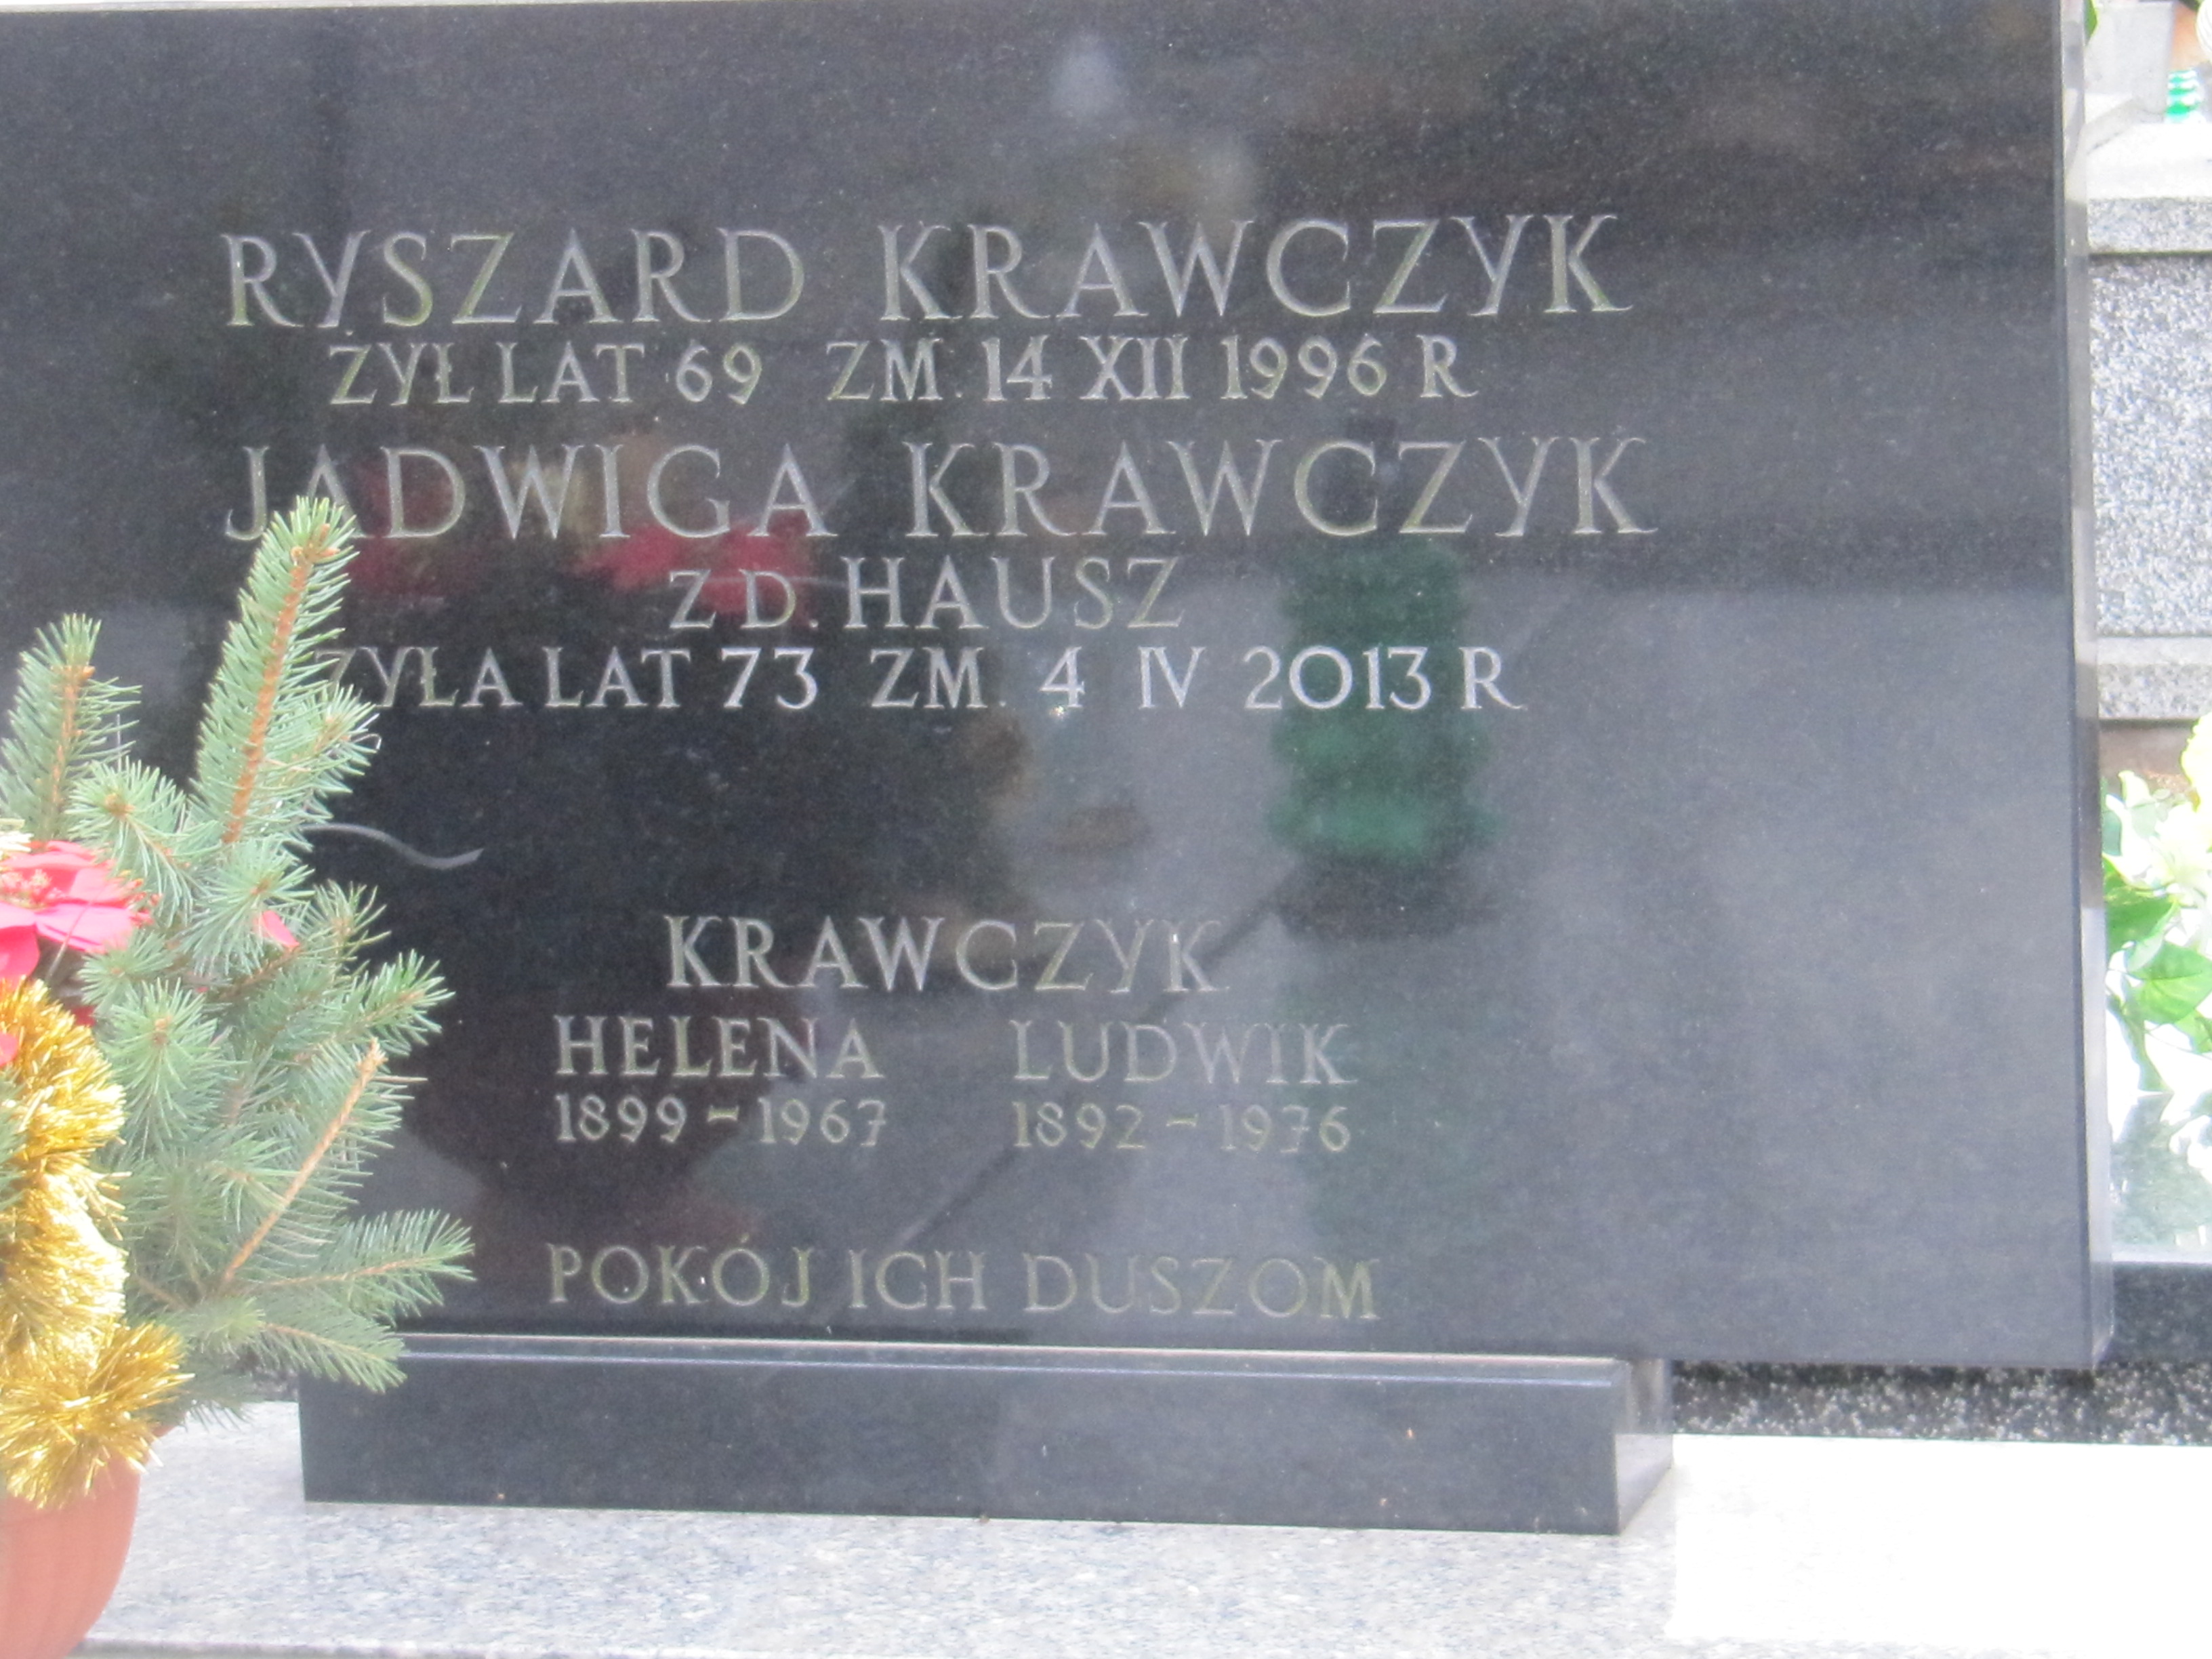 RYSZARD KRAWCZYK
ŻYŁ LAT 69 ZM. 14 XII 1996 R
JADWIGA KRAWCZYK
Z D. HAUSZ
ŻYŁA LAT 73 ZM. 4 IV 2013 R
KRAWCZYK
HELENA LUDWIK
1899 - 1967 1892 - 1976
POKÓJ ICH DUSZOM